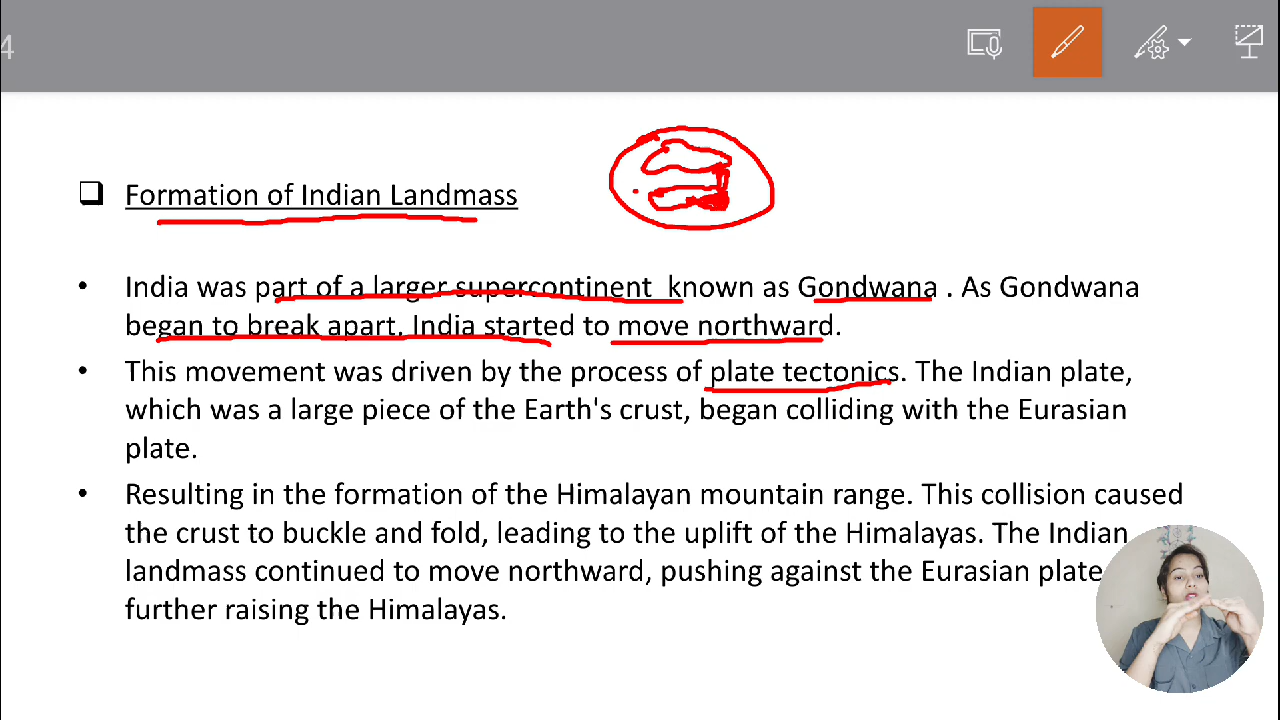 4
Formation of Indian Landmass
• India was part of a larger supercontinent known as Gondwana . As Gondwana
began to break apart, India started to move northward.
• This movement was driven by the process of plate tectonics. The Indian plate,
which was a large piece of the Earth's crust, began colliding with the Eurasian
plate.
• Resulting in the formation of the Himalayan mountain range. This collision caused
the crust to buckle and fold, leading to the uplift of the Himalayas. The Indian
landmass continued to move northward, pushing against the Eurasian plate
further raising the Himalayas.